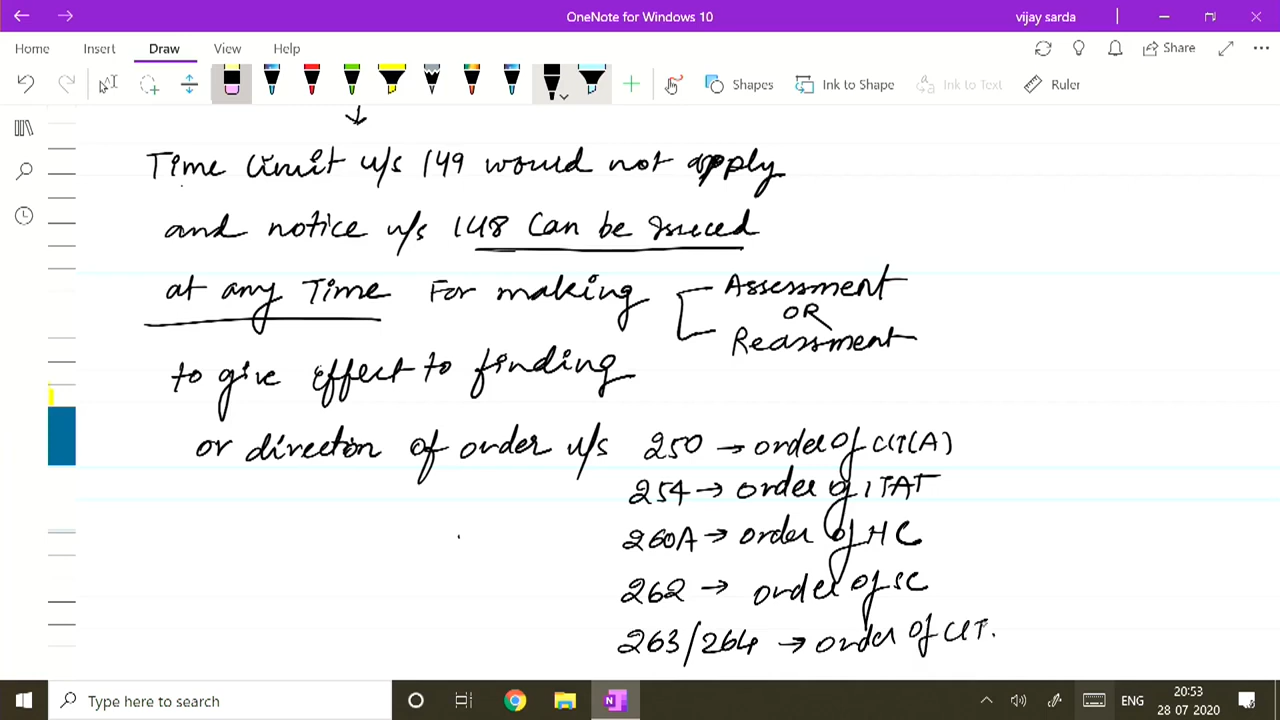 OneNote for Windows 10
vijay sarda
Home Insert Draw View Help
Share
Shapes Ink to Shape Ink to Text Ruler
Time limit u/s 149 would not apply
and notice u/s 148 Can be Issued
at any Time For making Assessment
OR
Reassment
to give effect to finding
or direction of order u/s 250 → order of CIT(A)
254 → order of ITAT
260A → order of HC
262 → order of SC
263/264 → order of CIT.
Type here to search
ENG
20:53
28 07 2020